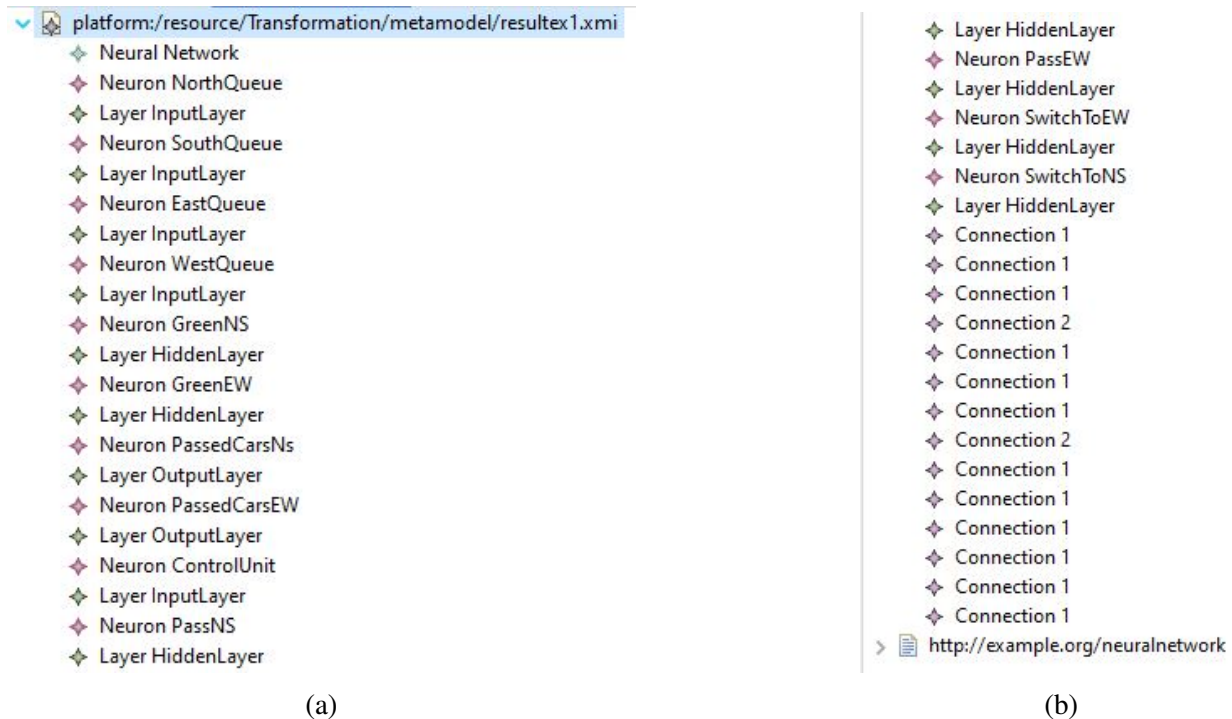 platform:/resource/Transformation/metamodel/resultex1.xmi
Neural Network
Neuron NorthQueue
Layer InputLayer
Neuron SouthQueue
Layer InputLayer
Neuron EastQueue
Layer InputLayer
Neuron WestQueue
Layer InputLayer
Neuron GreenNS
Layer HiddenLayer
Neuron GreenEW
Layer HiddenLayer
Neuron PassedCarsNs
Layer OutputLayer
Neuron PassedCarsEW
Layer OutputLayer
Neuron ControlUnit
Layer InputLayer
Neuron PassNS
Layer HiddenLayer
(a)
Layer HiddenLayer
Neuron PassEW
Layer HiddenLayer
Neuron SwitchToEW
Layer HiddenLayer
Neuron SwitchToNS
Layer HiddenLayer
Connection 1
Connection 1
Connection 1
Connection 2
Connection 1
Connection 1
Connection 1
Connection 2
Connection 1
Connection 1
Connection 1
Connection 1
Connection 1
Connection 1
http://example.org/neuralnetwork
(b)